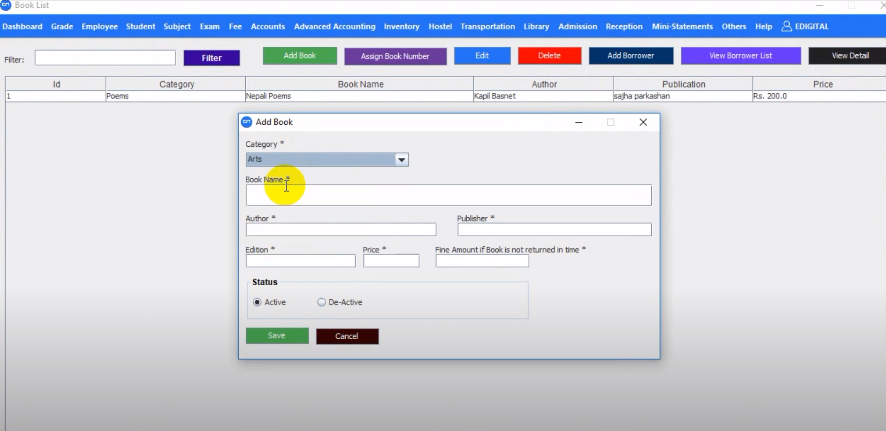 Book List
Dashboard Grade Employee Student Subject Exam Fee Accounts Advanced Accounting Inventory Hostel Transportation Library Admission Reception Mini-Statements Others Help EDIGITAL
Filter: Filter Add Book Assign Book Number Edit Delete Add Borrower View Borrower List View Detail
Id Category Book Name Author Publication Price
1 Poems Nepali Poems Kapil Basnet sajha parkashan Rs. 200.0
Add Book
Category *
Arts
Book Name *
Author * Publisher *
Edition * Price * Fine Amount if Book is not returned in time *
Status
Active De-Active
Save Cancel